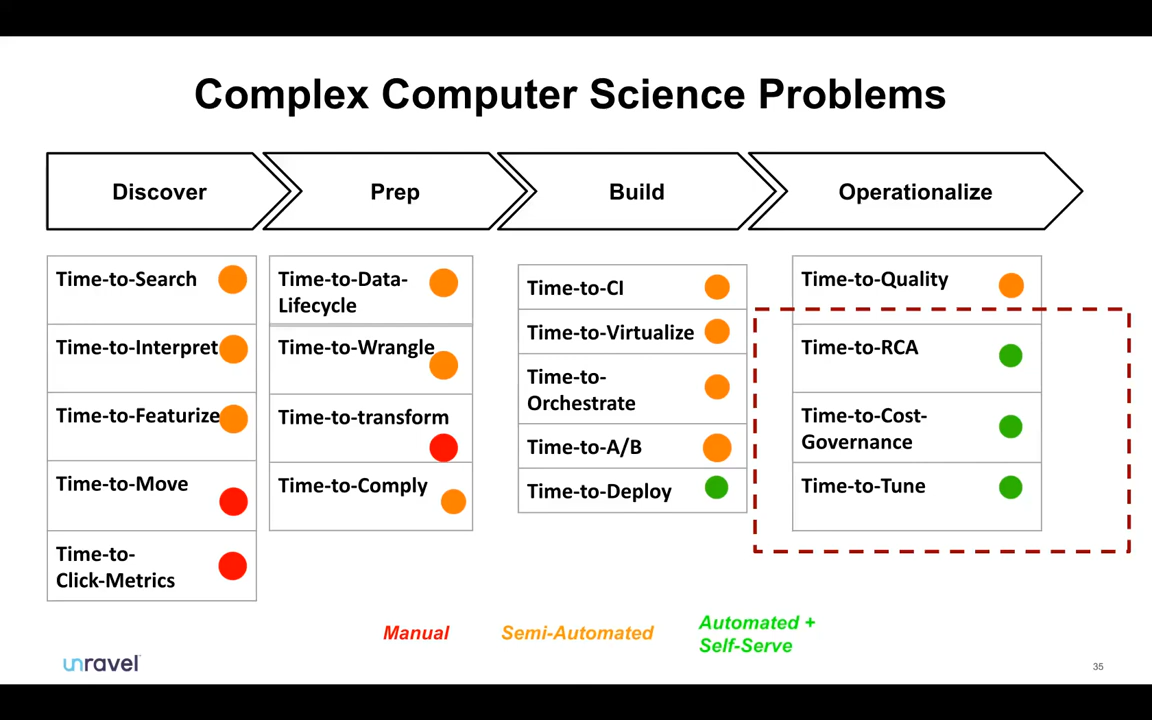 Complex Computer Science Problems
Discover
Prep
Build
Operationalize
Time-to-Search
Time-to-Interpret
Time-to-Featurize
Time-to-Move
Time-to-
Click-Metrics
Time-to-Data-
Lifecycle
Time-to-Wrangle
Time-to-transform
Time-to-Comply
Time-to-CI
Time-to-Virtualize
Time-to-
Orchestrate
Time-to-A/B
Time-to-Deploy
Time-to-Quality
Time-to-RCA
Time-to-Cost-
Governance
Time-to-Tune
Manual
Semi-Automated
Automated +
Self-Serve
unravel
35